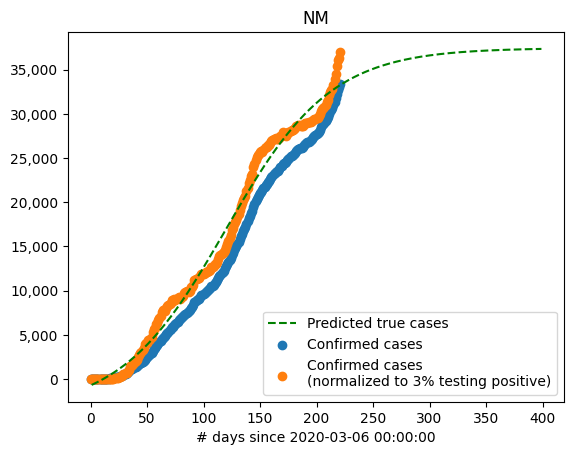 NM
35,000
30,000
25,000
20,000
15,000
10,000
5,000
0
0 50 100 150 200 250 300 350 400
# days since 2020-03-06 00:00:00
Predicted true cases
Confirmed cases
Confirmed cases
(normalized to 3% testing positive)